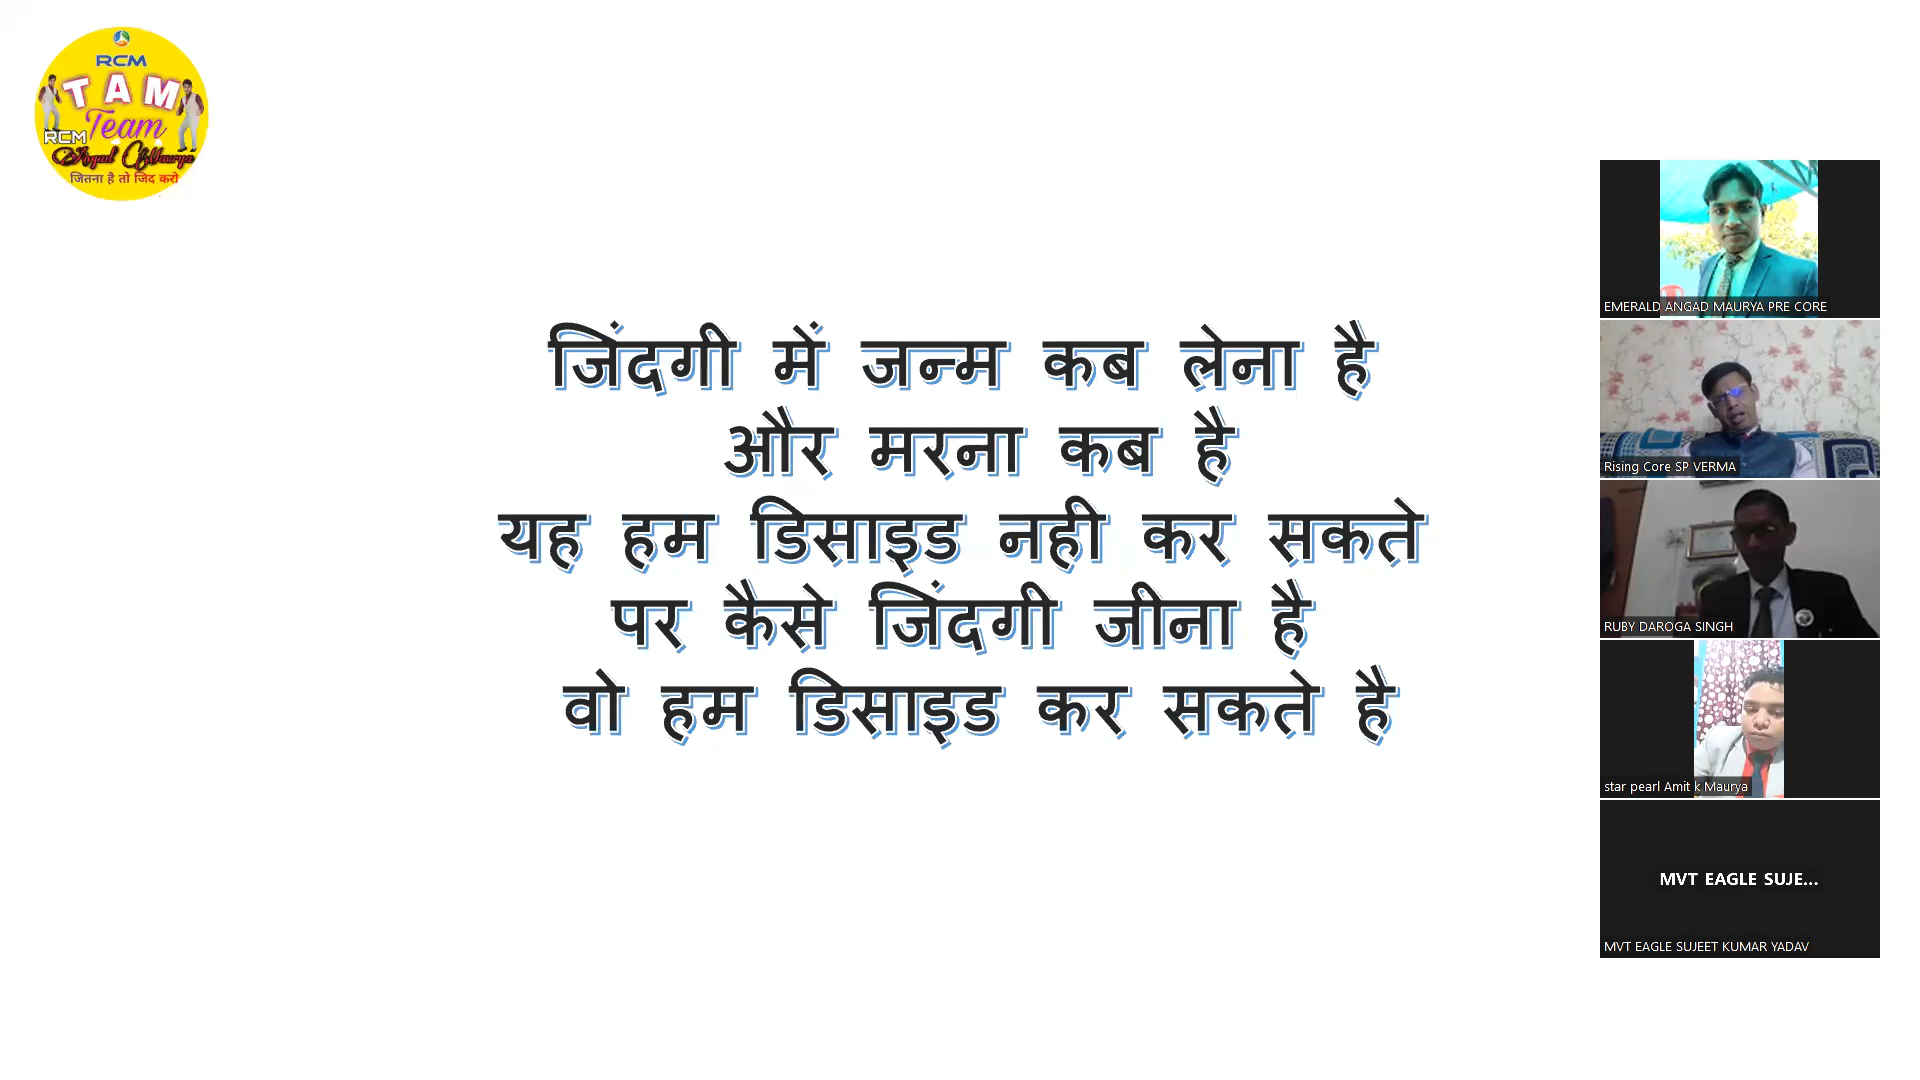 RCM
TAM
Team
RCM
Angad Maurya
जितना है तो जिद करो
जिंदगी में जन्म कब लेना है
और मरना कब है
यह हम डिसाइड नही कर सकते
पर कैसे जिंदगी जीना है
वो हम डिसाइड कर सकते है
EMERALD ANGAD MAURYA PRE CORE
Rising Core SP VERMA
RUBY DAROGA SINGH
star pearl Amit k Maurya
MVT EAGLE SUJE...
MVT EAGLE SUJEET KUMAR YADAV